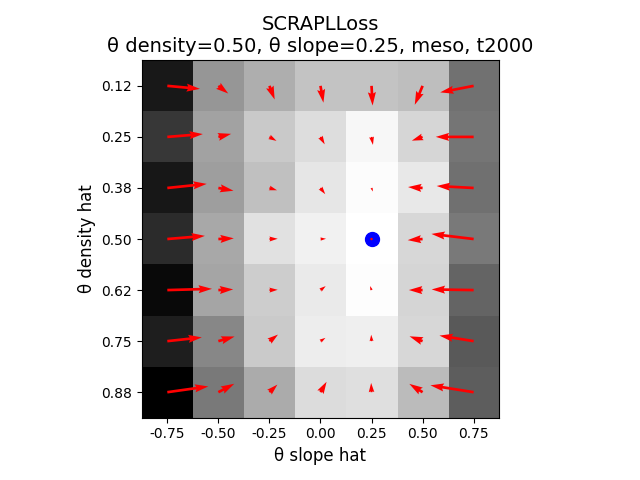 SCRAPLLoss
θ density=0.50, θ slope=0.25, meso, t2000
θ density hat
0.12
0.25
0.38
0.50
0.62
0.75
0.88
-0.75 -0.50 -0.25 0.00 0.25 0.50 0.75
θ slope hat